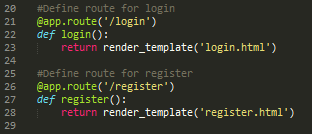 20 #Define route for login
21 @app.route('/login')
22 def login():
23 return render_template('login.html')
24
25 #Define route for register
26 @app.route('/register')
27 def register():
28 return render_template('register.html')
29